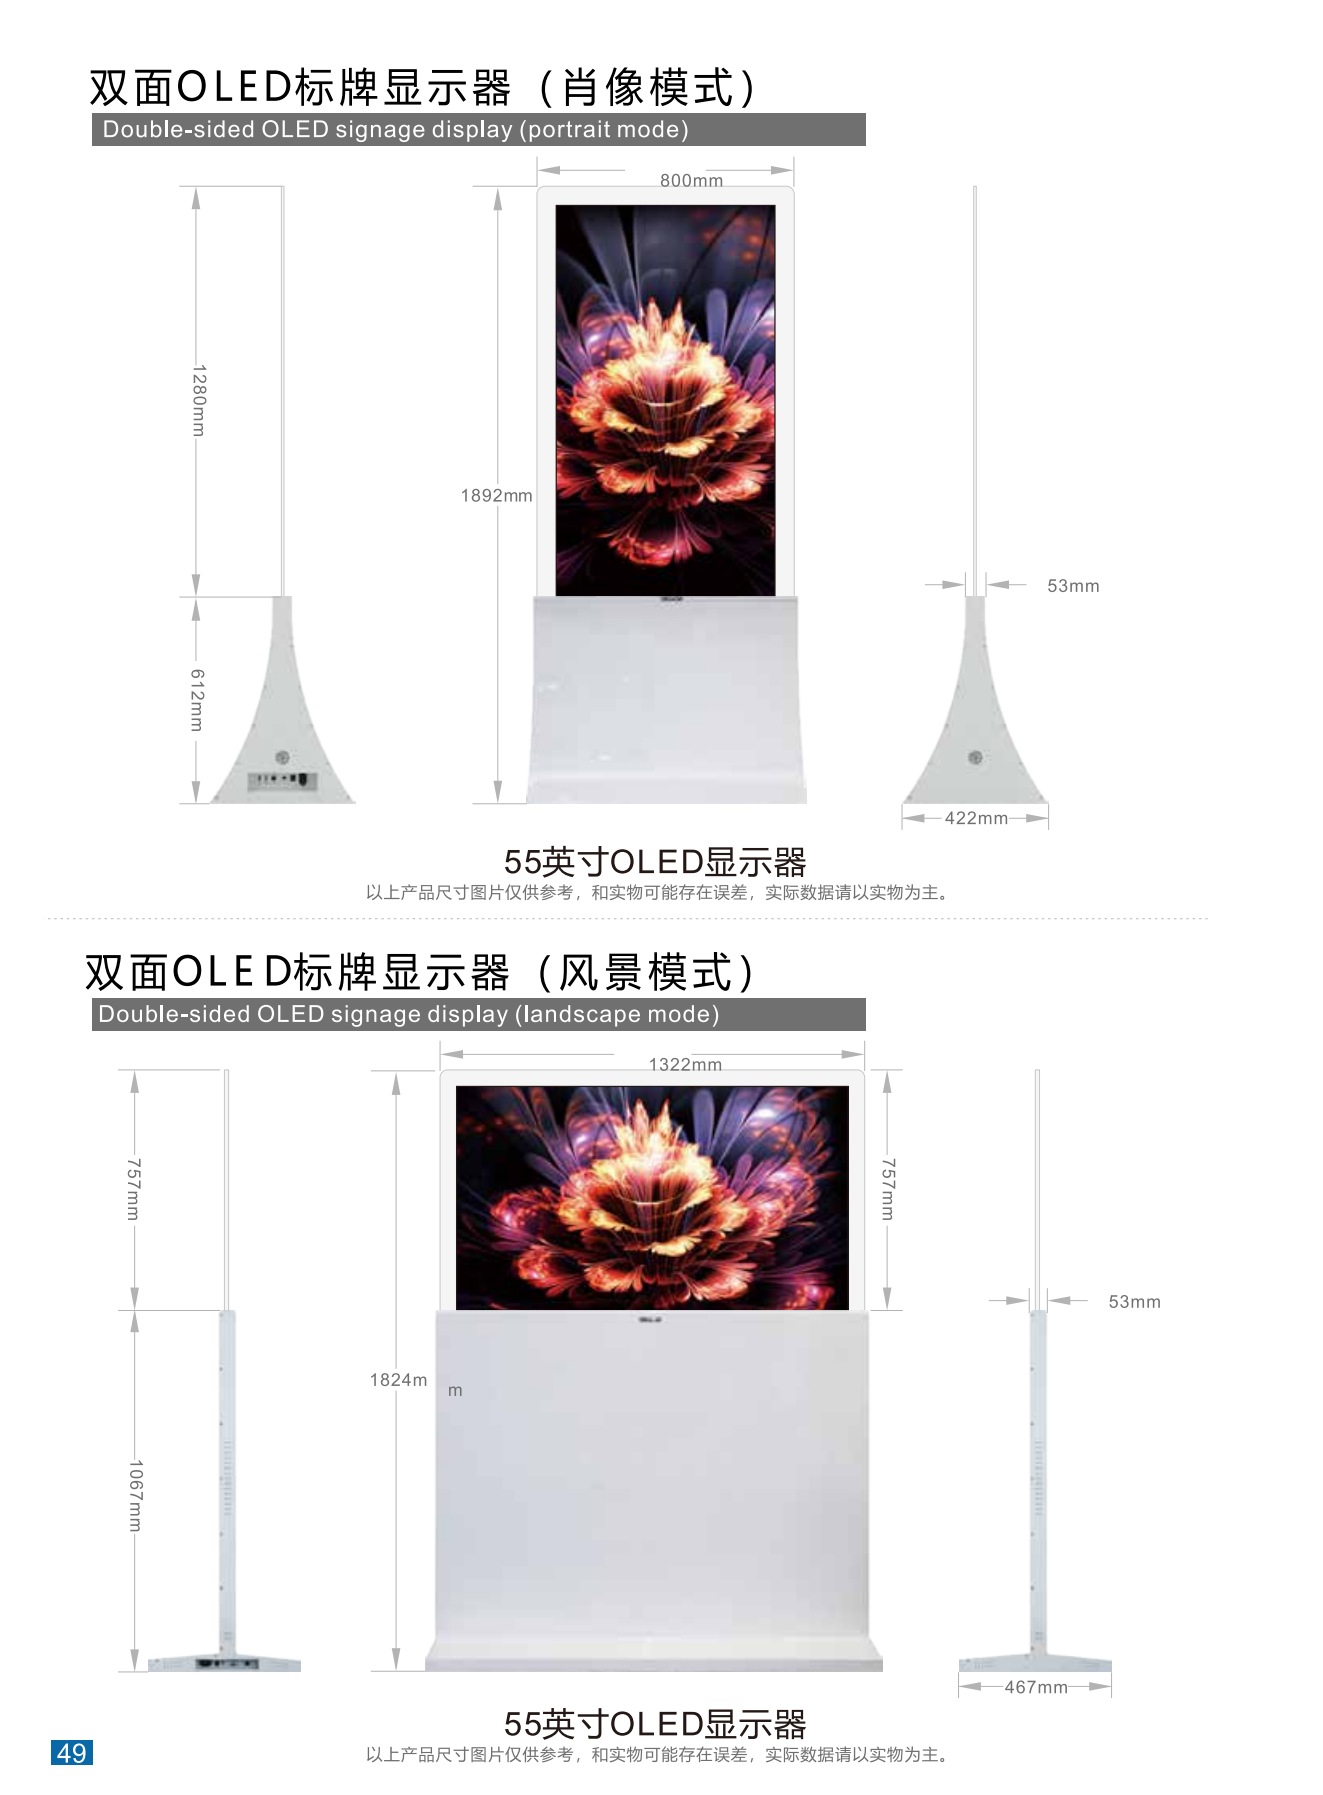 双面OLED标牌显示器（肖像模式）
Double-sided OLED signage display (portrait mode)
800mm
1280mm
1892mm
53mm
612mm
422mm
55英寸OLED显示器
以上产品尺寸图片仅供参考，和实物可能存在误差，实际数据请以实物为主。
双面OLED标牌显示器（风景模式）
Double-sided OLED signage display (landscape mode)
1322mm
757mm
757mm
53mm
1824m m
1067mm
467mm
55英寸OLED显示器
以上产品尺寸图片仅供参考，和实物可能存在误差，实际数据请以实物为主。
49